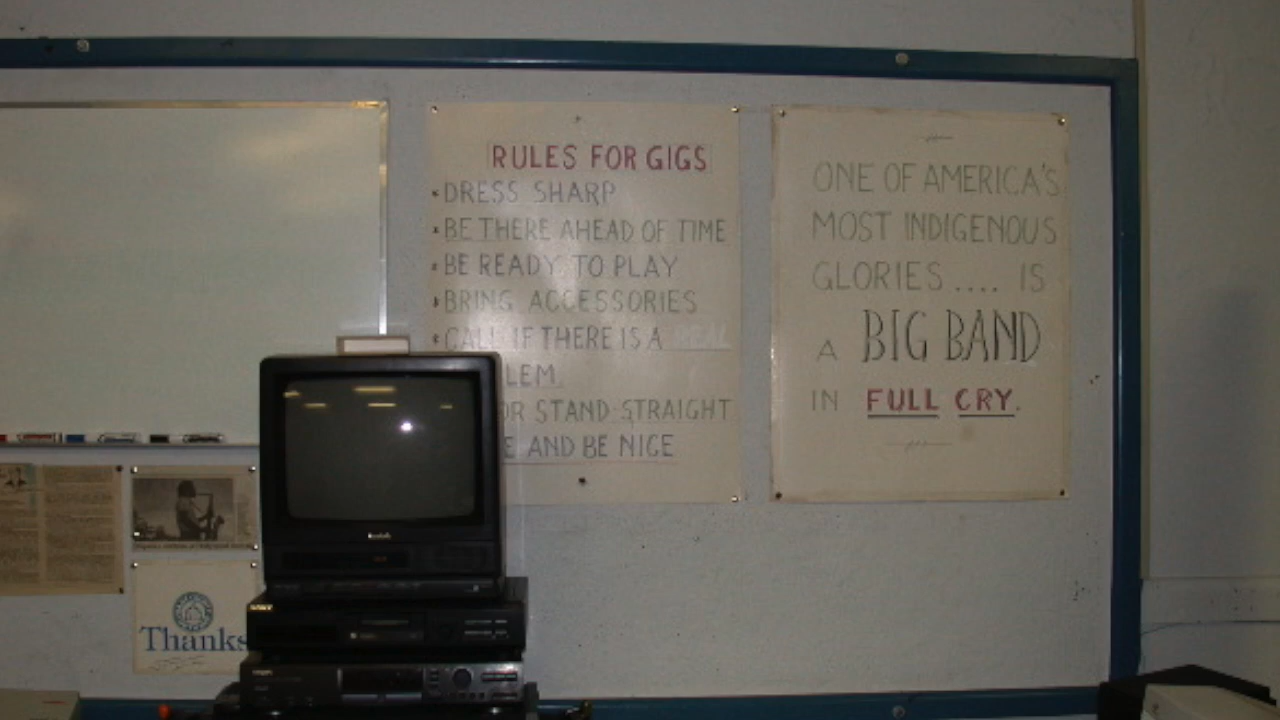 RULES FOR GIGS
* DRESS SHARP
* BE THERE AHEAD OF TIME
* BE READY TO PLAY
* BRING ACCESSORIES
* CALL IF THERE IS A REAL
LEM.
OR STAND STRAIGHT
E AND BE NICE
ONE OF AMERICA'S
MOST INDIGENOUS
GLORIES.... IS
A BIG BAND
IN FULL CRY.
Thanks
SONY